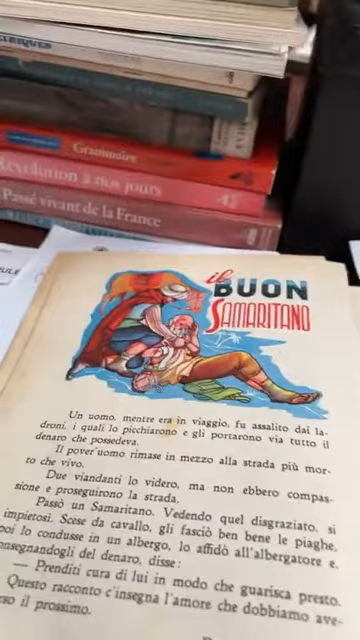 Grammaire
Révolution à nos jours
Passé vivant de la France
il BUON
SAMARITANO
Un uomo, mentre era in viaggio, fu assalito dai la-
droni, i quali lo picchiarono e gli portarono via tutto il
denaro che possedeva.
Il pover'uomo rimase in mezzo alla strada più mor-
to che vivo.
Due viandanti lo videro, ma non ebbero compas-
sione e proseguirono la strada.
Passò un Samaritano. Vedendo quel disgraziato, si
impietosì. Scese da cavallo, gli fasciò ben bene le piaghe,
poi lo condusse in un albergo, lo affidò all'albergatore e,
onsegnandogli del denaro, disse:
— Prenditi cura di lui in modo che guarisca presto.
Questo racconto c'insegna l'amore che dobbiamo ave-
so il prossimo.